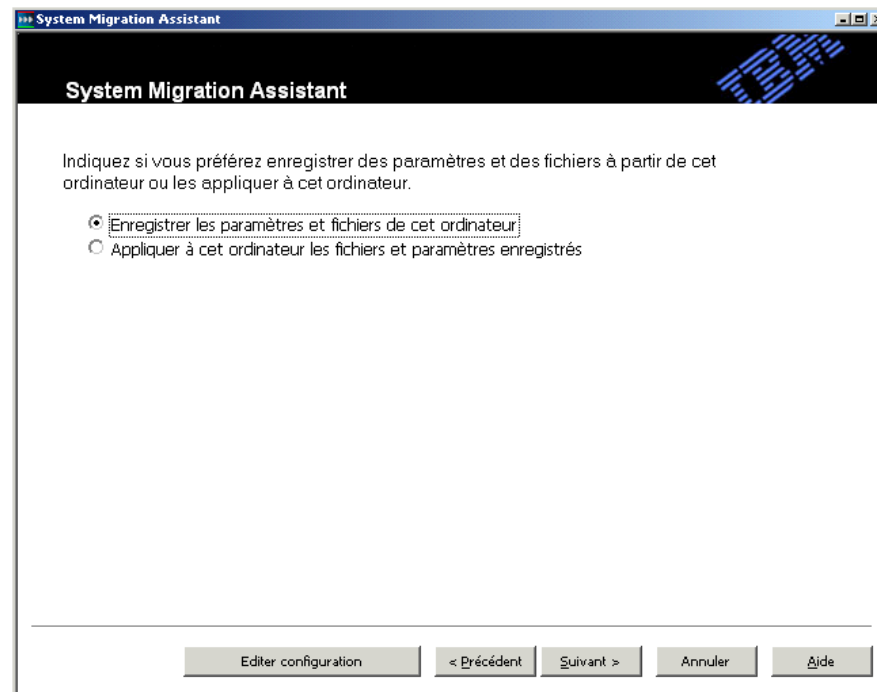 System Migration Assistant
IBM
System Migration Assistant
Indiquez si vous préférez enregistrer des paramètres et des fichiers à partir de cet
ordinateur ou les appliquer à cet ordinateur.
Enregistrer les paramètres et fichiers de cet ordinateur
Appliquer à cet ordinateur les fichiers et paramètres enregistrés
Editer configuration
< Précédent
Suivant >
Annuler
Aide